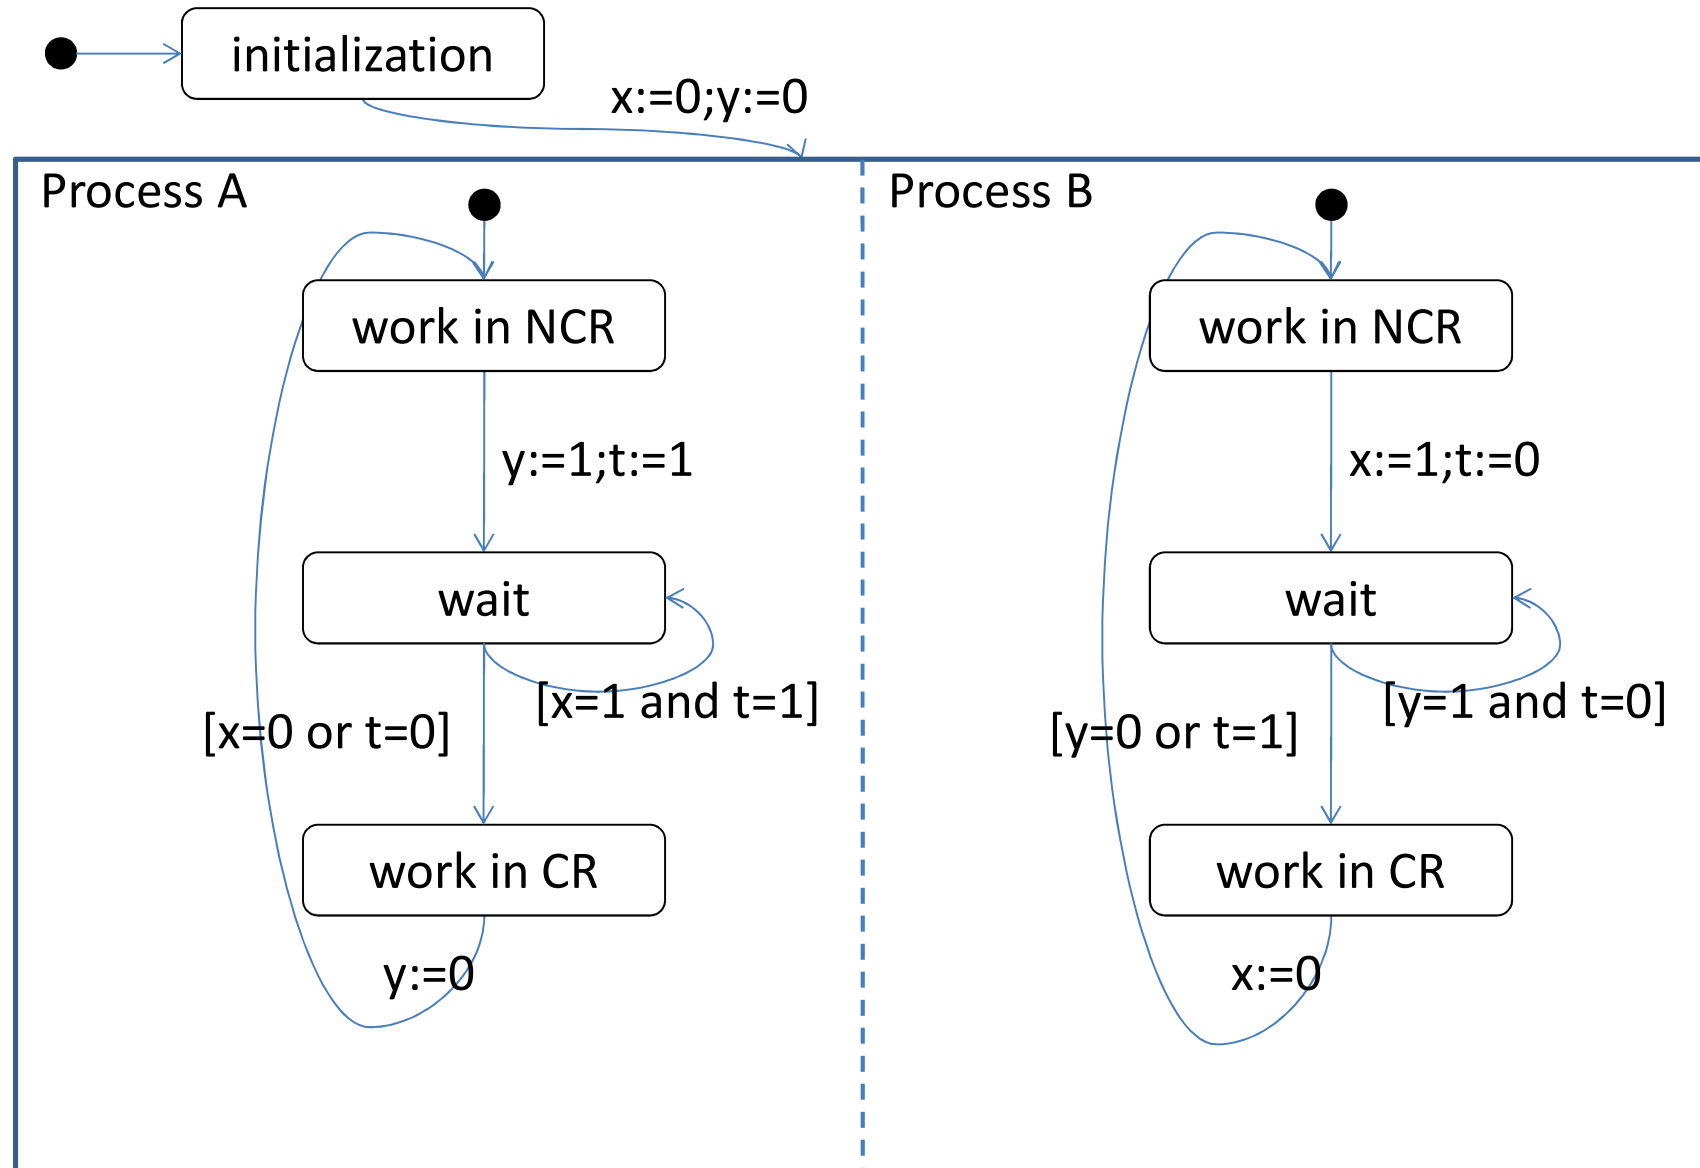 initialization
x:=0;y:=0
Process A
work in NCR
y:=1;t:=1
wait
[x=1 and t=1]
[x=0 or t=0]
work in CR
y:=0
Process B
work in NCR
x:=1;t:=0
wait
[y=1 and t=0]
[y=0 or t=1]
work in CR
x:=0